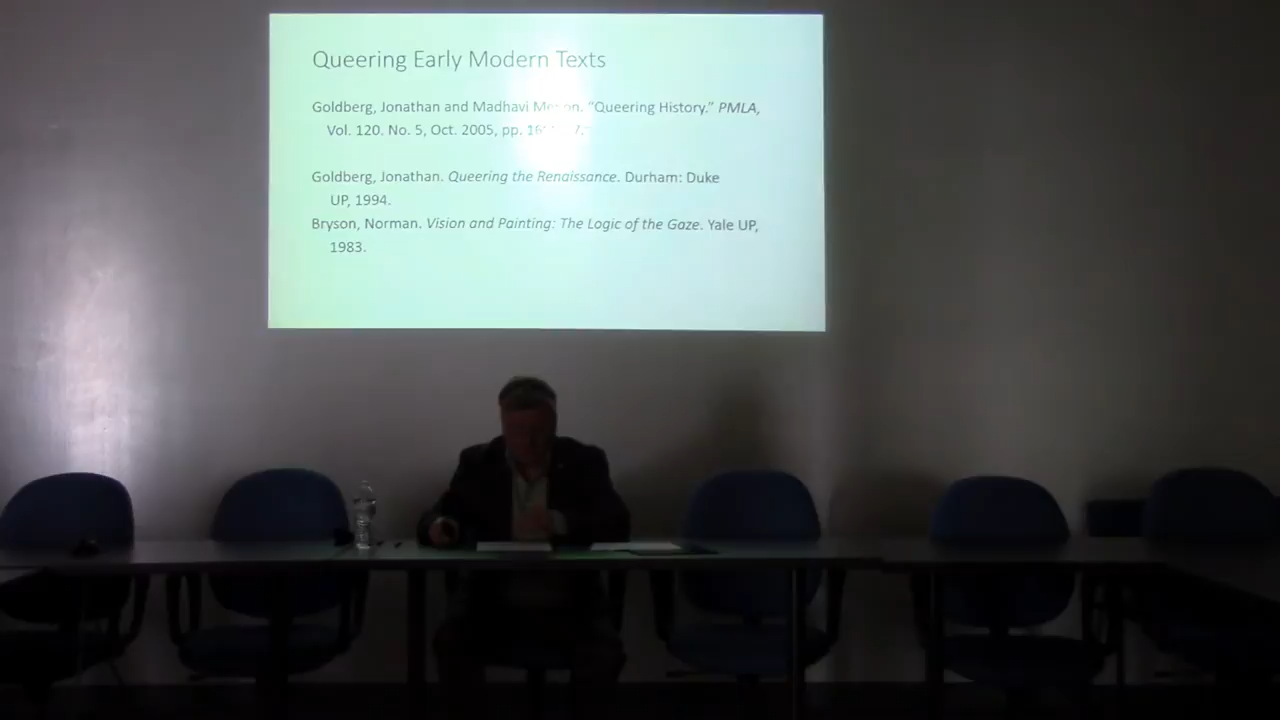 Queering Early Modern Texts
Goldberg, Jonathan and Madhavi "Queering History." PMLA,
Vol. 120. No. 5, Oct. 2005, pp.
Goldberg, Jonathan. Queering the Renaissance. Durham: Duke
UP, 1994.
Bryson, Norman. Vision and Painting: The Logic of the Gaze. Yale UP,
1983.